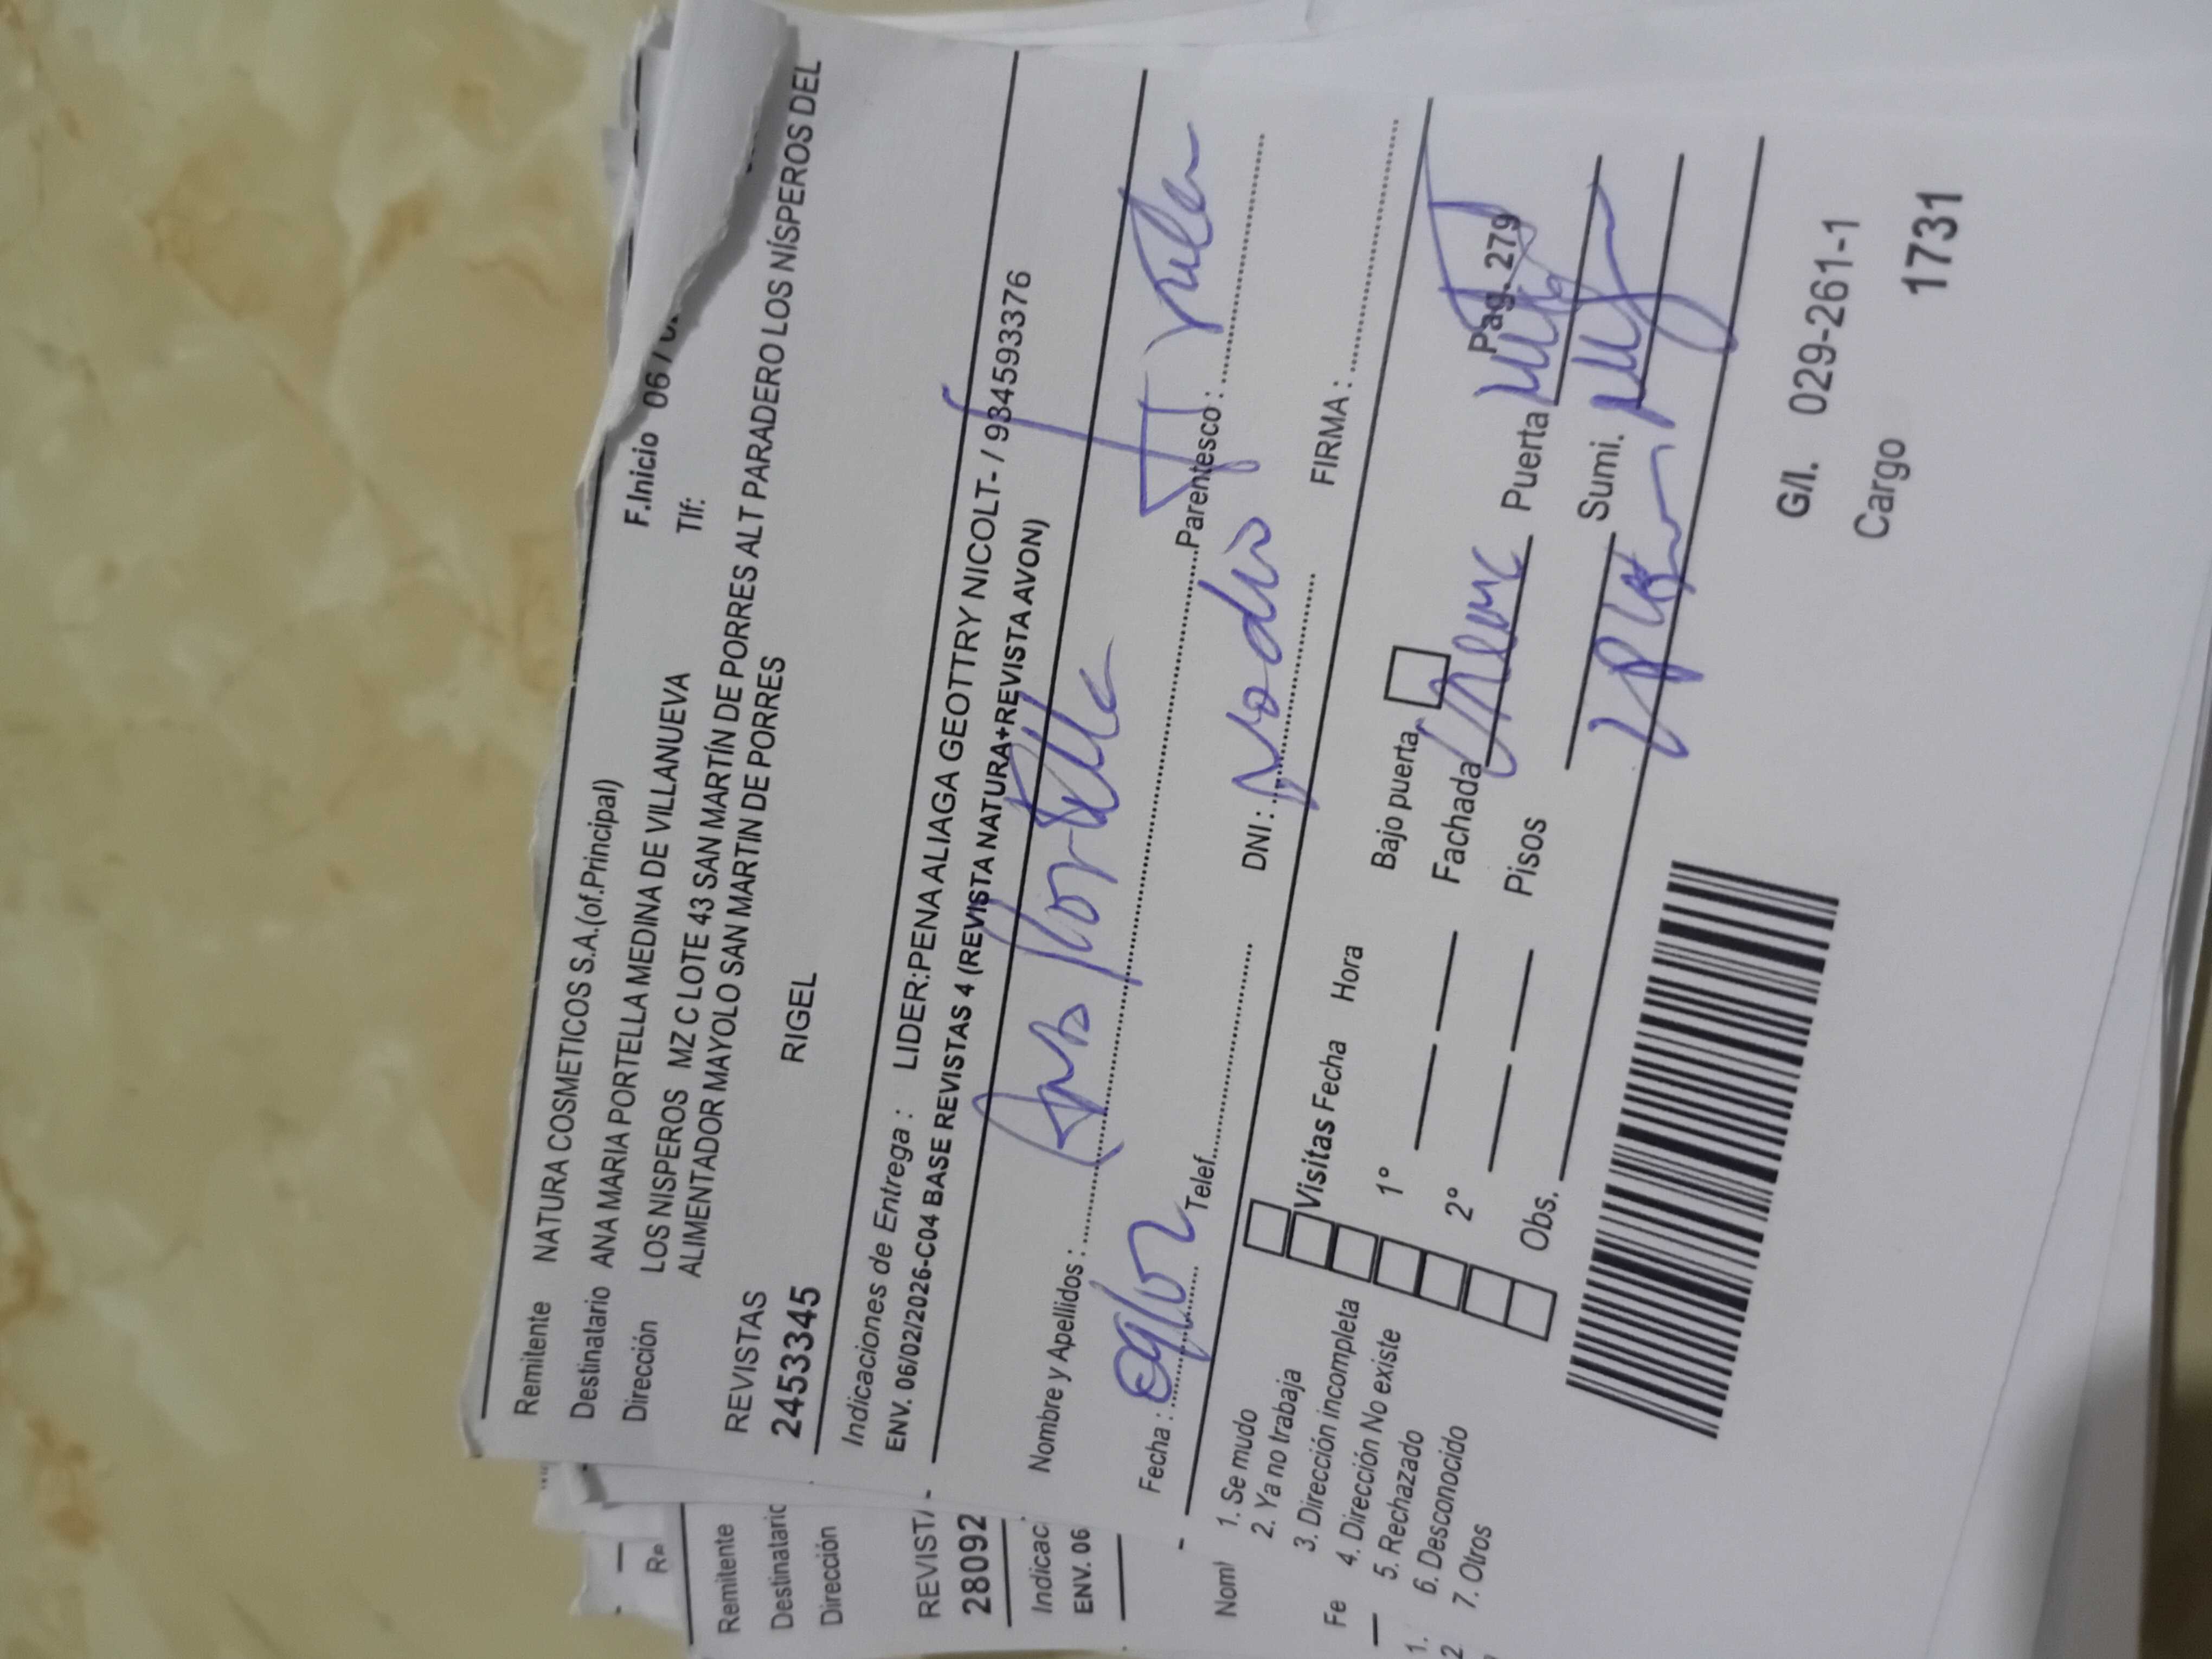 Remitente NATURA COSMETICOS S.A.(of.Principal) F.Inicio 06
Destinatario ANA MARIA PORTELLA MEDINA DE VILLANUEVA Tlf:
Dirección LOS NISPEROS MZ C LOTE 43 SAN MARTÍN DE PORRES ALT PARADERO LOS NÍSPEROS DEL
ALIMENTADOR MAYOLO SAN MARTIN DE PORRES
REVISTAS RIGEL
2453345
Indicaciones de Entrega : LIDER:PENA ALIAGA GEOTTRY NICOLT- / 934593376
ENV. 06/02/2026-C04 BASE REVISTAS 4 (REVISTA NATURA+REVISTA AVON)
Nombre y Apellidos : Ana Portella Parentesco :
Fecha : 09/02 Telef. DNI : FIRMA :
1. Se mudo
2. Ya no trabaja
3. Dirección incompleta
4. Dirección No existe
5. Rechazado
6. Desconocido
7. Otros
Visitas Fecha Hora Bajo puerta Pag. 279
1° Fachada Puerta
2° Pisos Sumi.
Obs.
G/I. 029-261-1
Cargo 1731
Remitente
Dirección
28092
ENV. 06